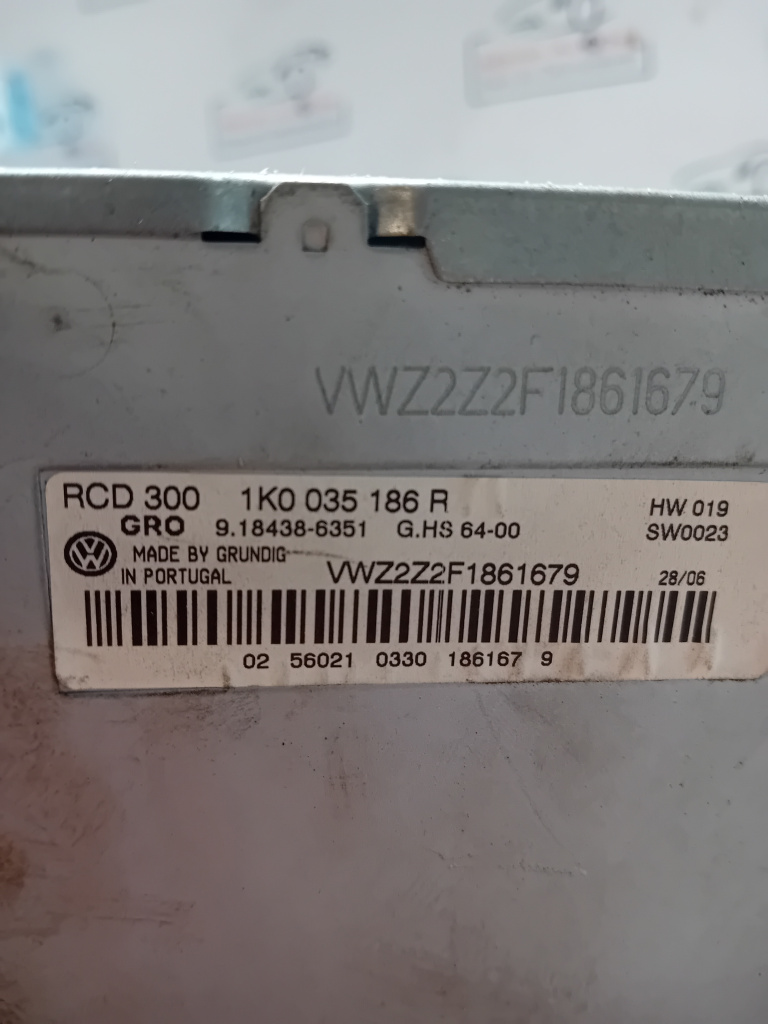 VWZ2Z2F1861679
RCD 300 1K0 035 186 R HW 019
GRO 9.18438-6351 G.HS 64-00 SW0023
MADE BY GRUNDIG
IN PORTUGAL VWZ2Z2F1861679 28/06
02 56021 0330 186167 9